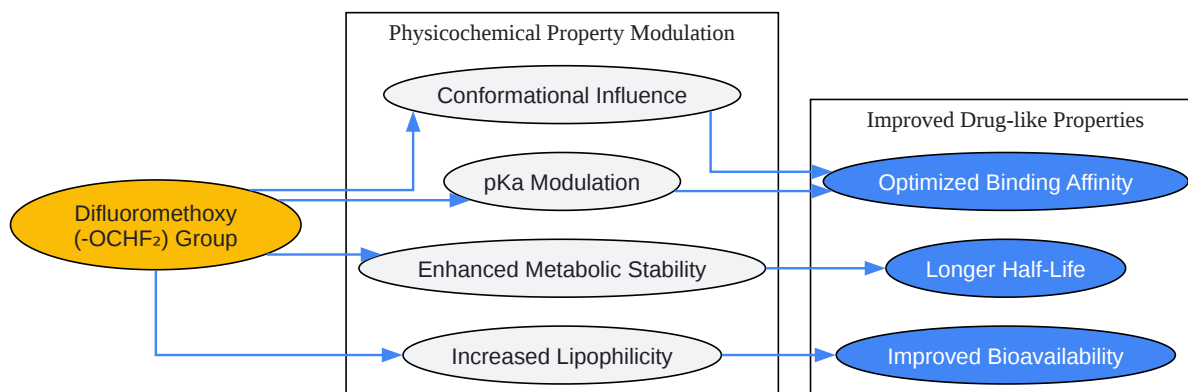 Physicochemical Property Modulation
Conformational Influence
Improved Drug-like Properties
pKa Modulation
Optimized Binding Affinity
Difluoromethoxy
(-OCHF₂) Group
Enhanced Metabolic Stability
Longer Half-Life
Increased Lipophilicity
Improved Bioavailability